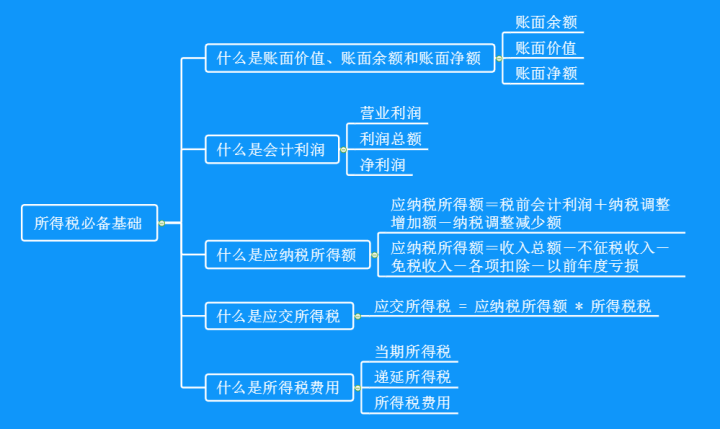 所得税必备基础
什么是账面价值、账面余额和账面净额
账面余额
账面价值
账面净额
什么是会计利润
营业利润
利润总额
净利润
什么是应纳税所得额
应纳税所得额＝税前会计利润＋纳税调整
增加额－纳税调整减少额
应纳税所得额＝收入总额－不征税收入－
免税收入－各项扣除－以前年度亏损
什么是应交所得税
应交所得税 = 应纳税所得额 * 所得税税
什么是所得税费用
当期所得税
递延所得税
所得税费用